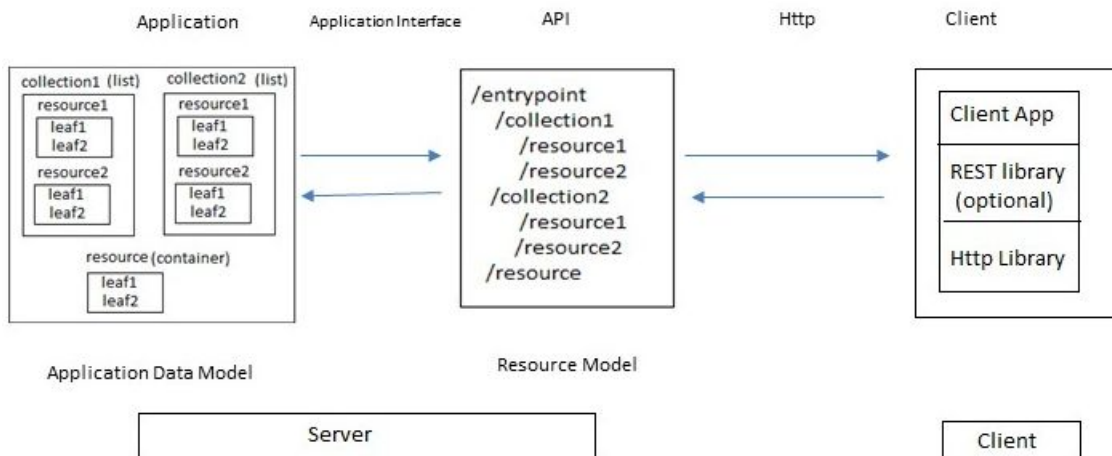 Application
Application Interface
API
Http
Client
collection1 (list)
resource1
leaf1
leaf2
resource2
leaf1
leaf2
collection2 (list)
resource1
leaf1
leaf2
resource2
leaf1
leaf2
resource (container)
leaf1
leaf2
/entrypoint
/collection1
/resource1
/resource2
/collection2
/resource1
/resource2
/resource
Client App
REST library
(optional)
Http Library
Application Data Model
Resource Model
Server
Client